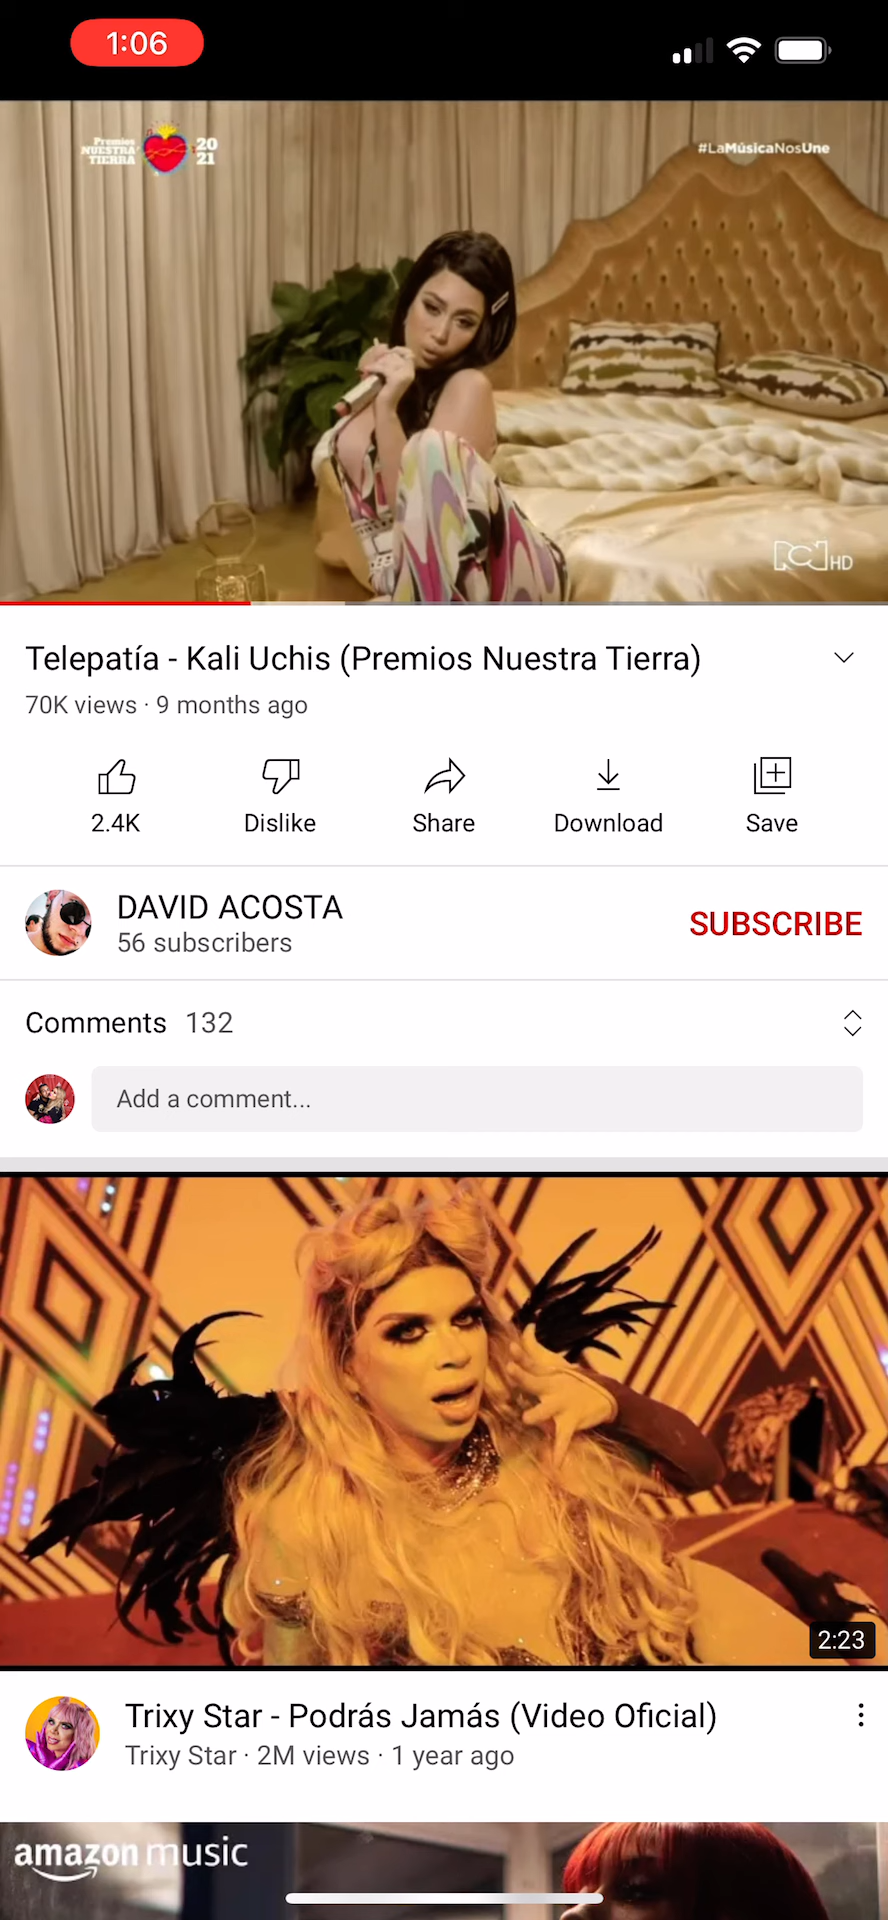 1:06
Premios
NUESTRA
TIERRA
20
21
#LaMúsicaNosUne
RCN HD
Telepatía - Kali Uchis (Premios Nuestra Tierra)
70K views · 9 months ago
2.4K
Dislike
Share
Download
Save
DAVID ACOSTA
56 subscribers
SUBSCRIBE
Comments 132
Add a comment...
2:23
Trixy Star - Podrás Jamás (Video Oficial)
Trixy Star · 2M views · 1 year ago
amazon music